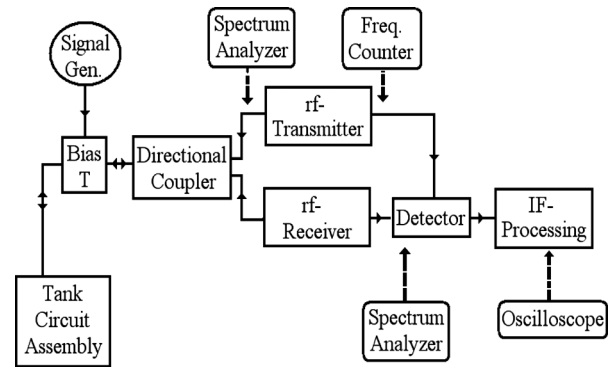 Signal
Gen.
Spectrum
Analyzer
Freq.
Counter
rf-
Transmitter
Bias
T
Directional
Coupler
rf-
Receiver
Detector
IF-
Processing
Tank
Circuit
Assembly
Spectrum
Analyzer
Oscilloscope